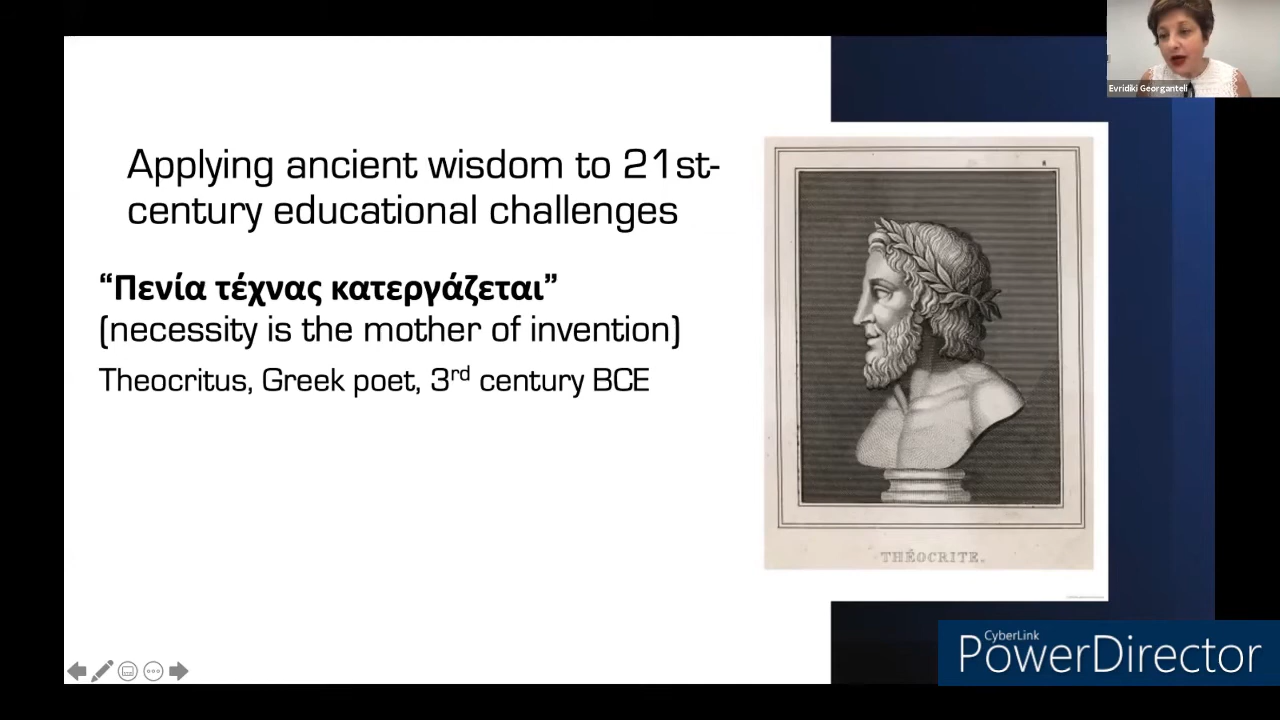 Evridiki Georganteli
Applying ancient wisdom to 21st-
century educational challenges
“Πενία τέχνας κατεργάζεται”
(necessity is the mother of invention)
Theocritus, Greek poet, 3rd century BCE
THÉOCRITE.
CyberLink
PowerDirector